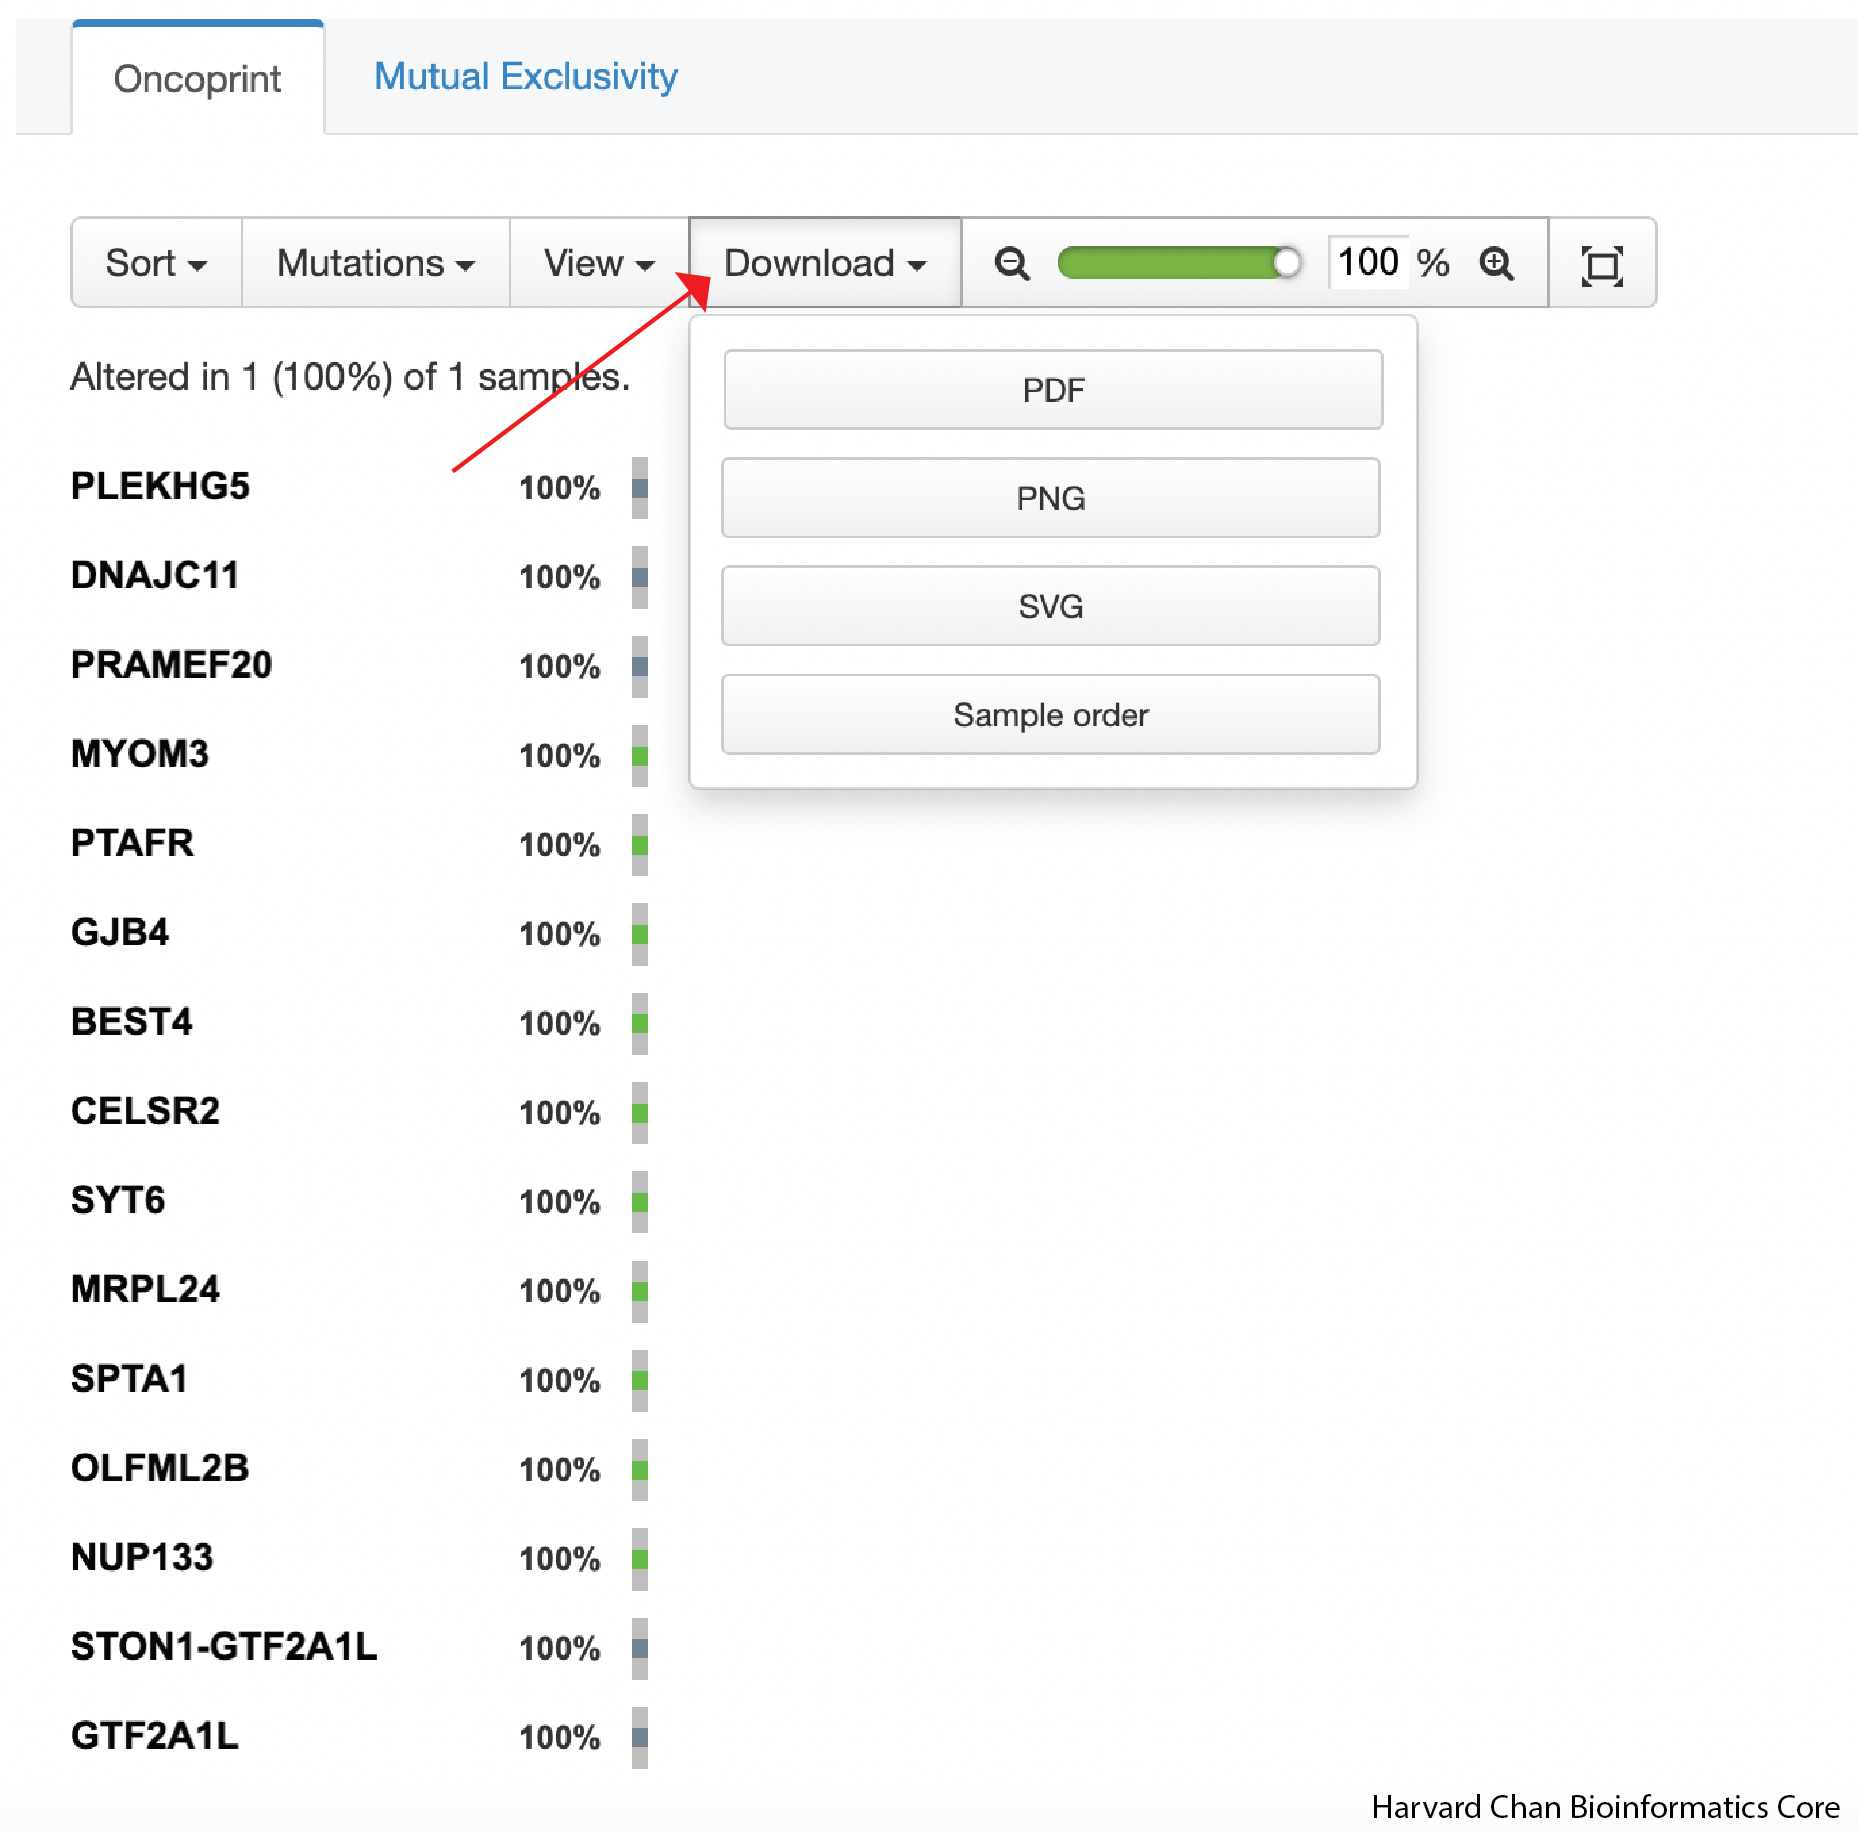 Oncoprint Mutual Exclusivity
Sort Mutations View Download 100 %
Altered in 1 (100%) of 1 samples.
PDF
PNG
SVG
Sample order
PLEKHG5 100%
DNAJC11 100%
PRAMEF20 100%
MYOM3 100%
PTAFR 100%
GJB4 100%
BEST4 100%
CELSR2 100%
SYT6 100%
MRPL24 100%
SPTA1 100%
OLFML2B 100%
NUP133 100%
STON1-GTF2A1L 100%
GTF2A1L 100%
Harvard Chan Bioinformatics Core